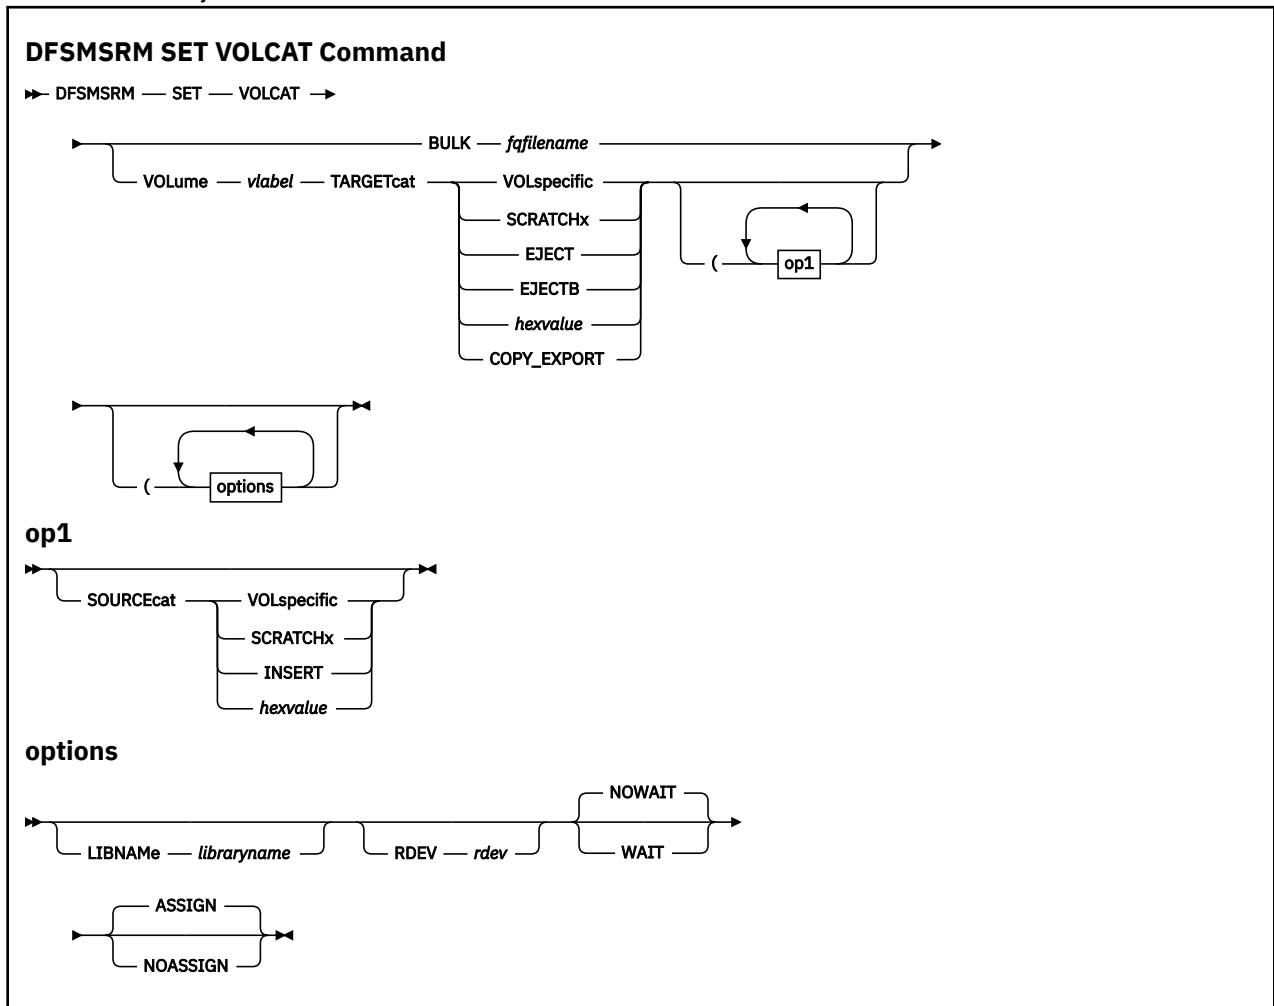 DFSMSRM SET VOLCAT Command
DFSMSRM SET VOLCAT
BULK fqfilename
VOLume vlabel TARGETcat VOLspecific
SCRATCHx
EJECT
( op1
EJECTB
hexvalue
COPY_EXPORT
( options
op1
SOURCEcat VOLspecific
SCRATCHx
INSERT
hexvalue
options
NOWAIT
LIBNAMe libraryname RDEV rdev WAIT
ASSIGN
NOASSIGN